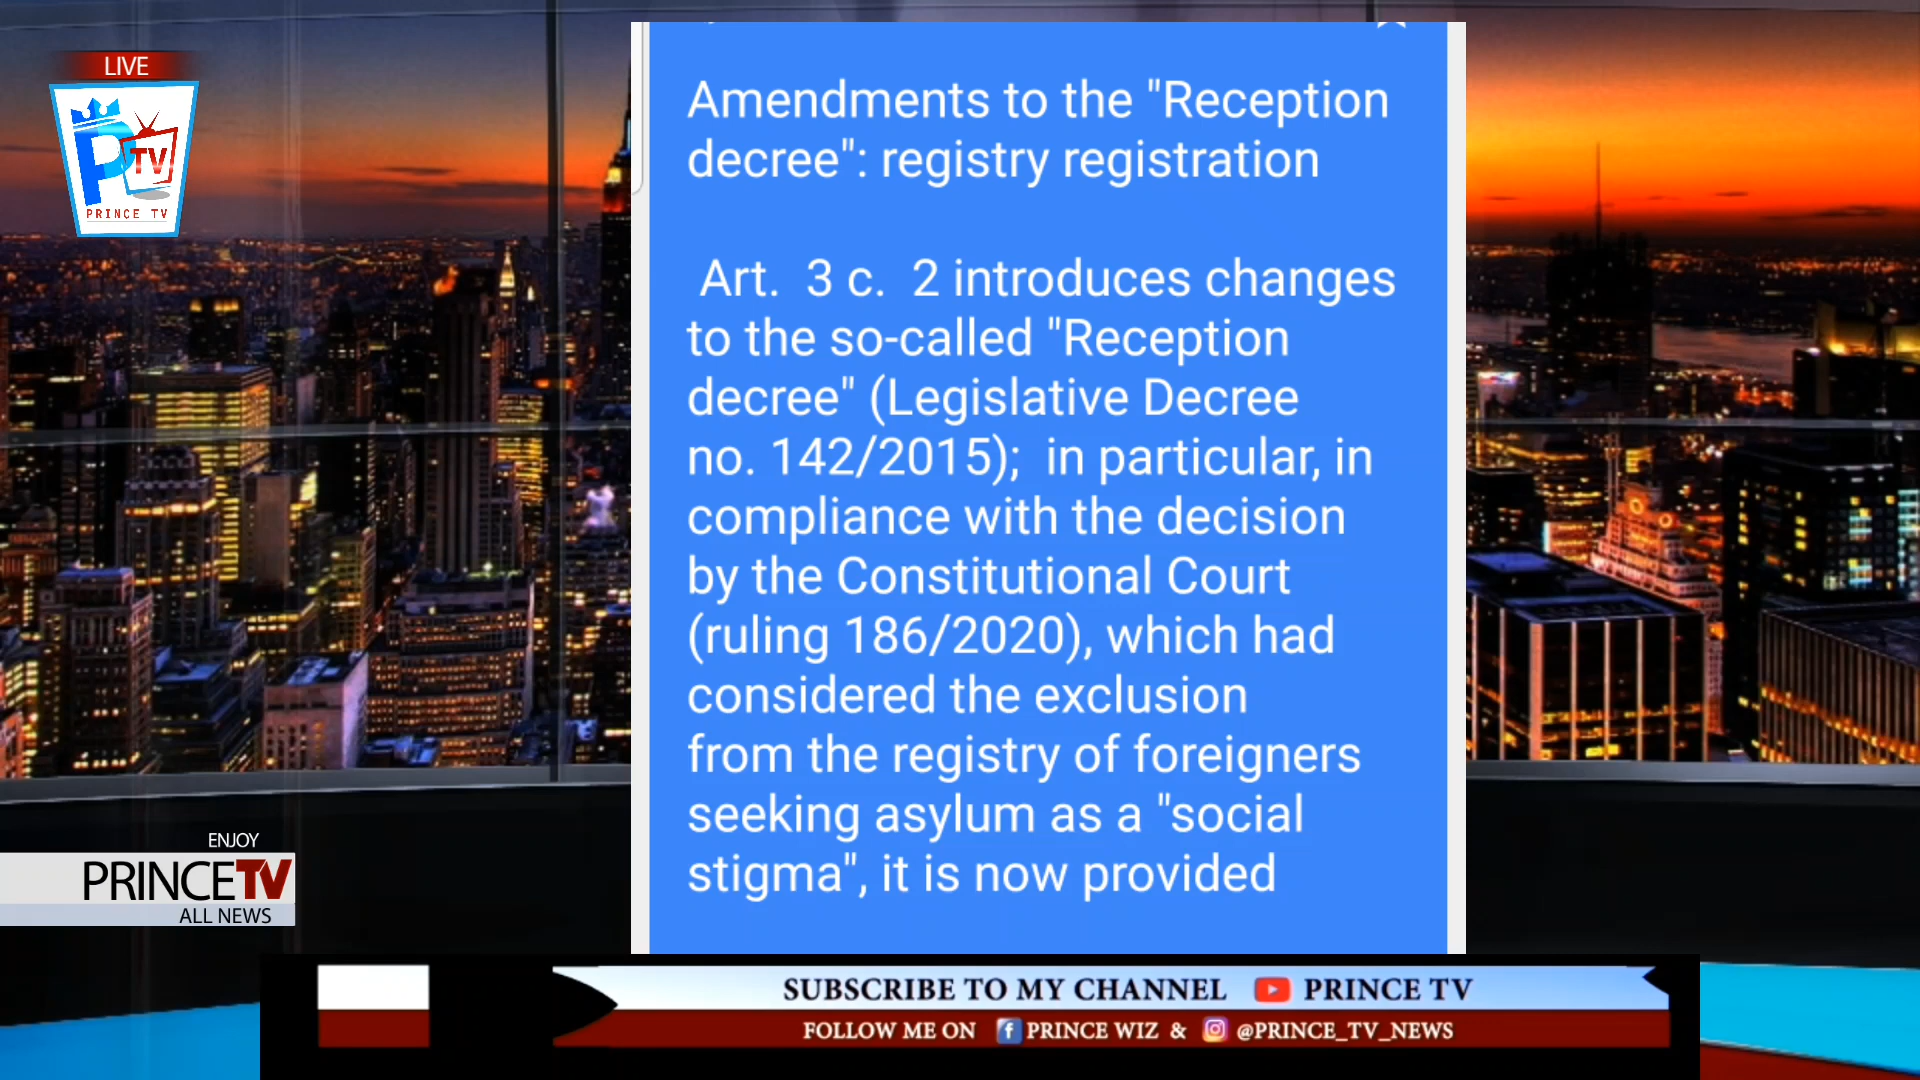 LIVE
P TV
PRINCE TV
Amendments to the "Reception
decree": registry registration
Art. 3 c. 2 introduces changes
to the so-called "Reception
decree" (Legislative Decree
no. 142/2015); in particular, in
compliance with the decision
by the Constitutional Court
(ruling 186/2020), which had
considered the exclusion
from the registry of foreigners
seeking asylum as a "social
stigma", it is now provided
ENJOY
PRINCETV
ALL NEWS
SUBSCRIBE TO MY CHANNEL PRINCE TV
FOLLOW ME ON f PRINCE WIZ & @PRINCE_TV_NEWS